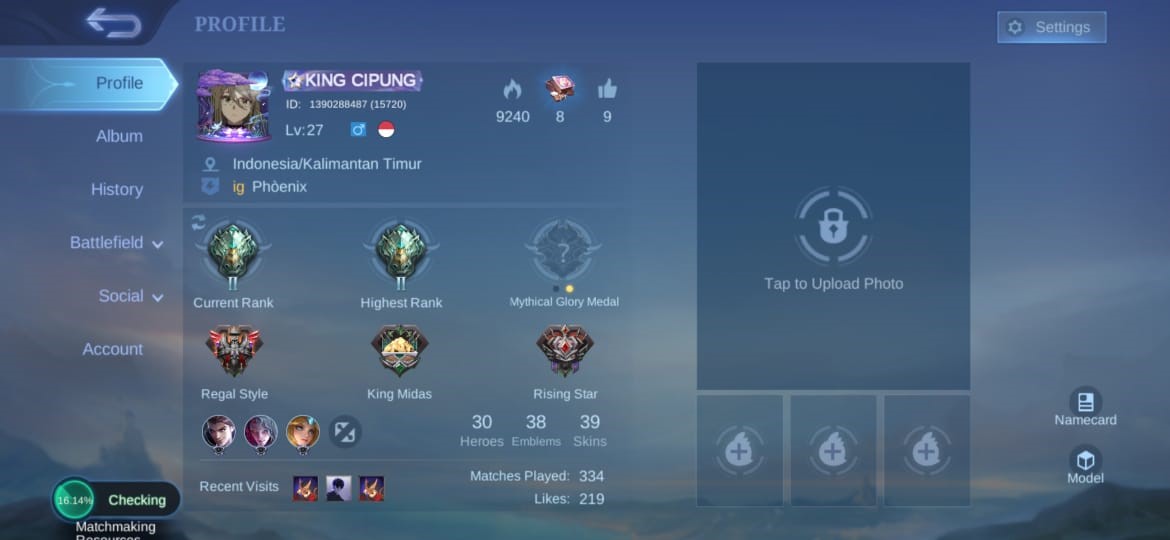 PROFILE
Settings
Profile
Album
History
Battlefield
Social
Account
KING CIPUNG
ID: 1390288487 (15720)
Lv:27
9240
8
9
Indonesia/Kalimantan Timur
ig Phòenix
II
Current Rank
II
Highest Rank
?
Mythical Glory Medal
Regal Style
King Midas
Rising Star
30
Heroes
38
Emblems
39
Skins
Recent Visits
Matches Played: 334
Likes: 219
Tap to Upload Photo
Namecard
Model
16.14%
Checking
Matchmaking
Resources